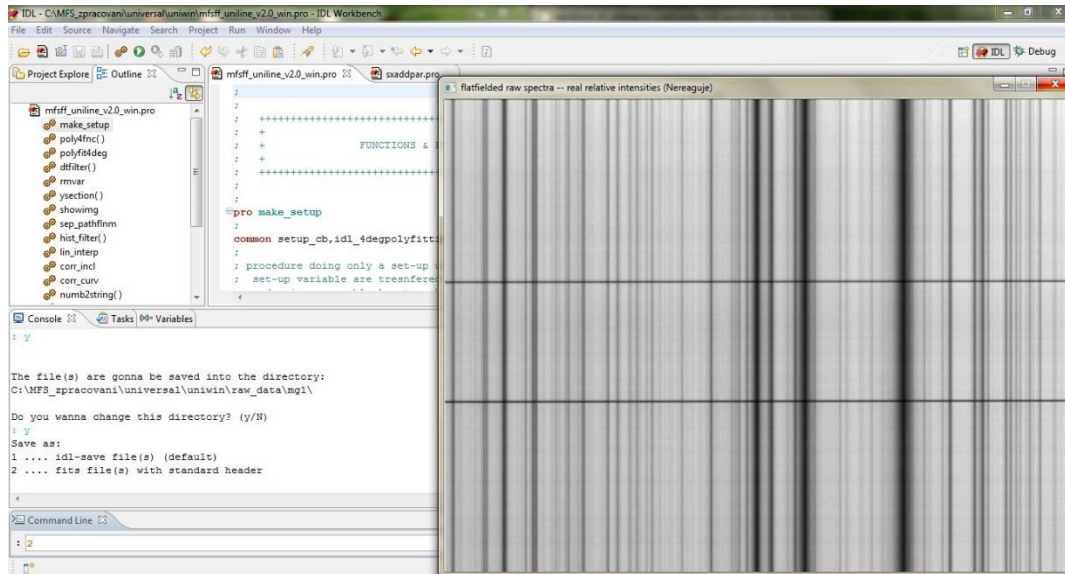 IDL - C:\MFS_zpracovani\universal\uniwin\mfsff_uniline_v2.0_win.pro - IDL Workbench
File Edit Source Navigate Search Project Run Window Help
IDL Debug
Project Explore Outline
mfsff_uniline_v2.0_win.pro sxaddpar.pro
flatfielded raw spectra -- real relative intensities (Nereaguje)
mfsff_uniline_v2.0_win.pro
make_setup
poly4fnc()
polyfit4deg
dtfilter()
rmvar
ysection()
showimg
sep_pathflnm
hist_filter()
lin_interp
corr_incl
corr_curv
numb2string()
;
;
; ++++++++++++++++++++++++++++++
; +
; + FUNCTIONS &
; +
; ++++++++++++++++++++++++++++++
;
;
pro make_setup
;
common setup_cb,idl_4degpolyfitti
;
; procedure doing only a set-up
; set-up variable are tresnfere
Console Tasks Variables
: y
The file(s) are gonna be saved into the directory:
C:\MFS_zpracovani\universal\uniwin\raw_data\mg1\
Do you wanna change this directory? (y/N)
: y
Save as:
1 .... idl-save file(s) (default)
2 .... fits file(s) with standard header
Command Line
: 2